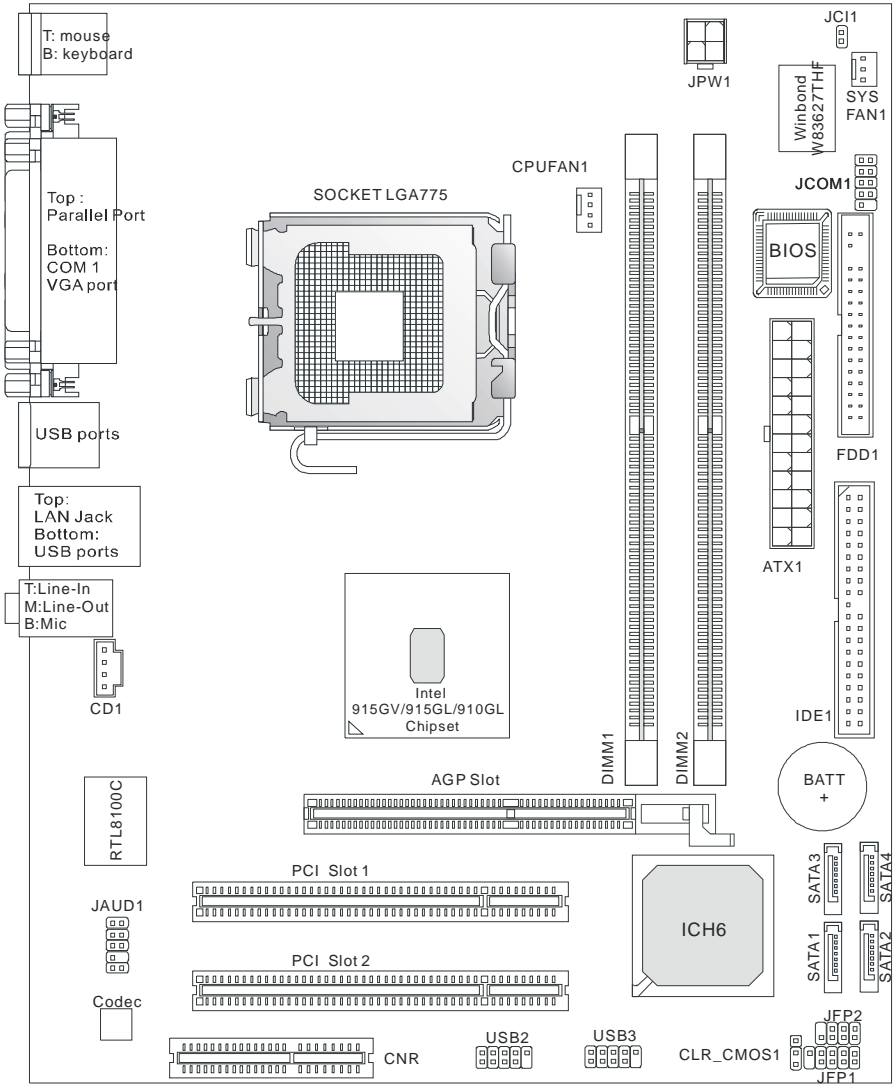 T: mouse
B: keyboard
JCI1
JPW1
Winbond
W83627THF
SYS
FAN1
CPUFAN1
SOCKET LGA775
JCOM1
Top :
Parallel Port
Bottom:
COM 1
VGA port
BIOS
USB ports
FDD1
Top:
LAN Jack
Bottom:
USB ports
ATX1
T:Line-In
M:Line-Out
B:Mic
CD1
Intel
915GV/915GL/910GL
Chipset
IDE1
DIMM1
DIMM2
AGP Slot
BATT
+
RTL8100C
PCI Slot 1
SATA3
SATA4
JAUD1
ICH6
SATA1
SATA2
PCI Slot 2
Codec
JFP2
USB2
USB3
CNR
CLR_CMOS1
JFP1